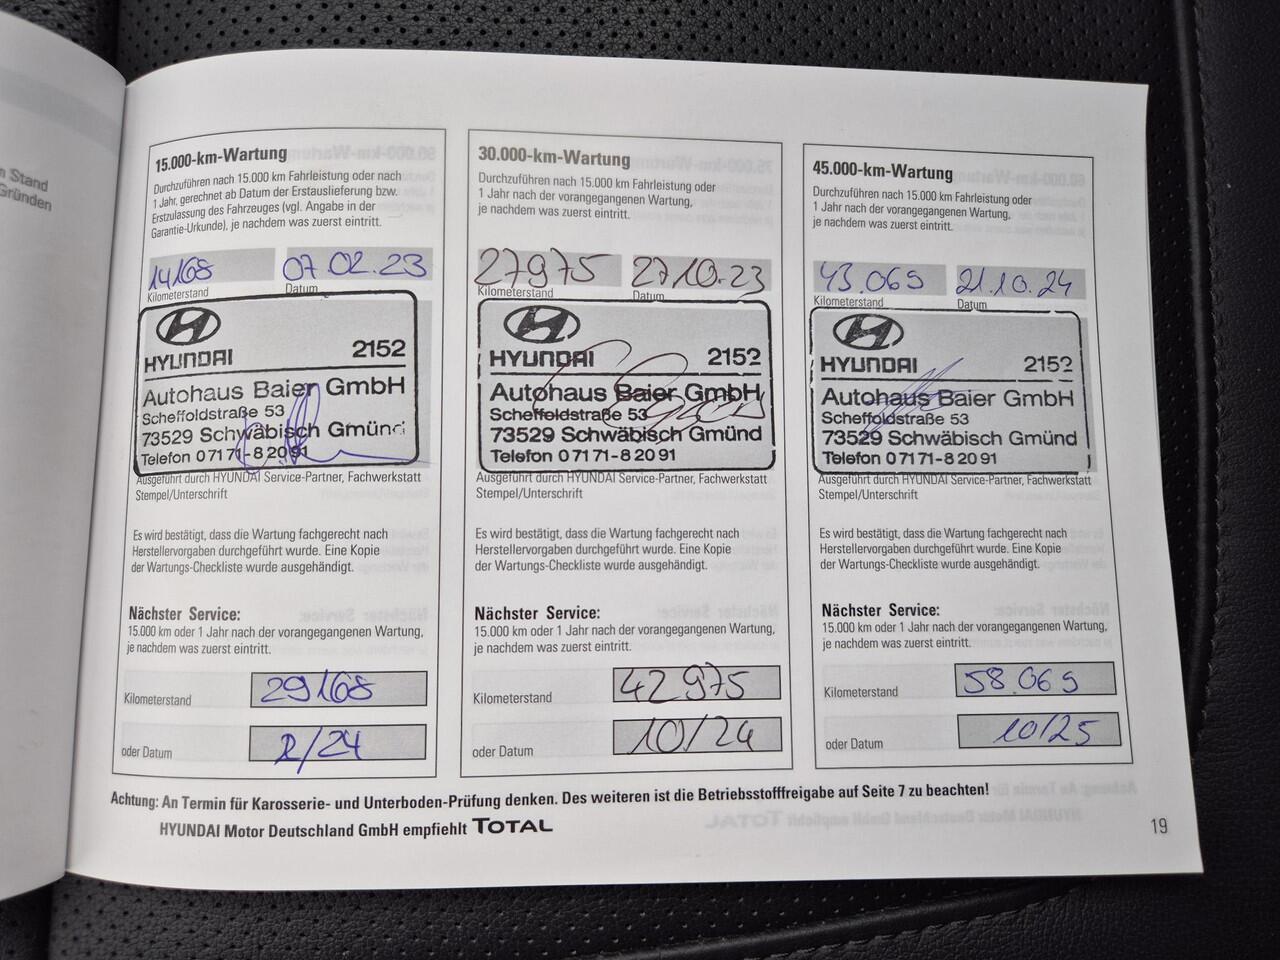 n Stand
Gründen
15.000-km-Wartung
Durchzuführen nach 15.000 km Fahrleistung oder nach
1 Jahr, gerechnet ab Datum der Erstauslieferung bzw.
Erstzulassung des Fahrzeuges (vgl. Angabe in der
Garantie-Urkunde), je nachdem was zuerst eintritt.
14168 07.02.23
Kilometerstand Datum
HYUNDAI 2152
Autohaus Baier GmbH
Scheffoldstraße 53
73529 Schwäbisch Gmünd
Telefon 07171-82091
Ausgeführt durch HYUNDAI Service-Partner, Fachwerkstatt
Stempel/Unterschrift
Es wird bestätigt, dass die Wartung fachgerecht nach
Herstellervorgaben durchgeführt wurde. Eine Kopie
der Wartungs-Checkliste wurde ausgehändigt.
Nächster Service:
15.000 km oder 1 Jahr nach der vorangegangenen Wartung,
je nachdem was zuerst eintritt.
Kilometerstand 29168
oder Datum 2/24
30.000-km-Wartung
Durchzuführen nach 15.000 km Fahrleistung oder
1 Jahr nach der vorangegangenen Wartung,
je nachdem was zuerst eintritt.
27975 27.10.23
Kilometerstand Datum
HYUNDAI 2152
Autohaus Baier GmbH
Scheffoldstraße 53
73529 Schwäbisch Gmünd
Telefon 07171-82091
Ausgeführt durch HYUNDAI Service-Partner, Fachwerkstatt
Stempel/Unterschrift
Es wird bestätigt, dass die Wartung fachgerecht nach
Herstellervorgaben durchgeführt wurde. Eine Kopie
der Wartungs-Checkliste wurde ausgehändigt.
Nächster Service:
15.000 km oder 1 Jahr nach der vorangegangenen Wartung,
je nachdem was zuerst eintritt.
Kilometerstand 42975
oder Datum 10/24
45.000-km-Wartung
Durchzuführen nach 15.000 km Fahrleistung oder
1 Jahr nach der vorangegangenen Wartung,
je nachdem was zuerst eintritt.
43.069 21.10.24
Kilometerstand Datum
HYUNDAI 2152
Autohaus Baier GmbH
Scheffoldstraße 53
73529 Schwäbisch Gmünd
Telefon 07171-82091
Ausgeführt durch HYUNDAI Service-Partner, Fachwerkstatt
Stempel/Unterschrift
Es wird bestätigt, dass die Wartung fachgerecht nach
Herstellervorgaben durchgeführt wurde. Eine Kopie
der Wartungs-Checkliste wurde ausgehändigt.
Nächster Service:
15.000 km oder 1 Jahr nach der vorangegangenen Wartung,
je nachdem was zuerst eintritt.
Kilometerstand 58.069
oder Datum 10/25
Achtung: An Termin für Karosserie- und Unterboden-Prüfung denken. Des weiteren ist die Betriebsstofffreigabe auf Seite 7 zu beachten!
HYUNDAI Motor Deutschland GmbH empfiehlt TOTAL
19